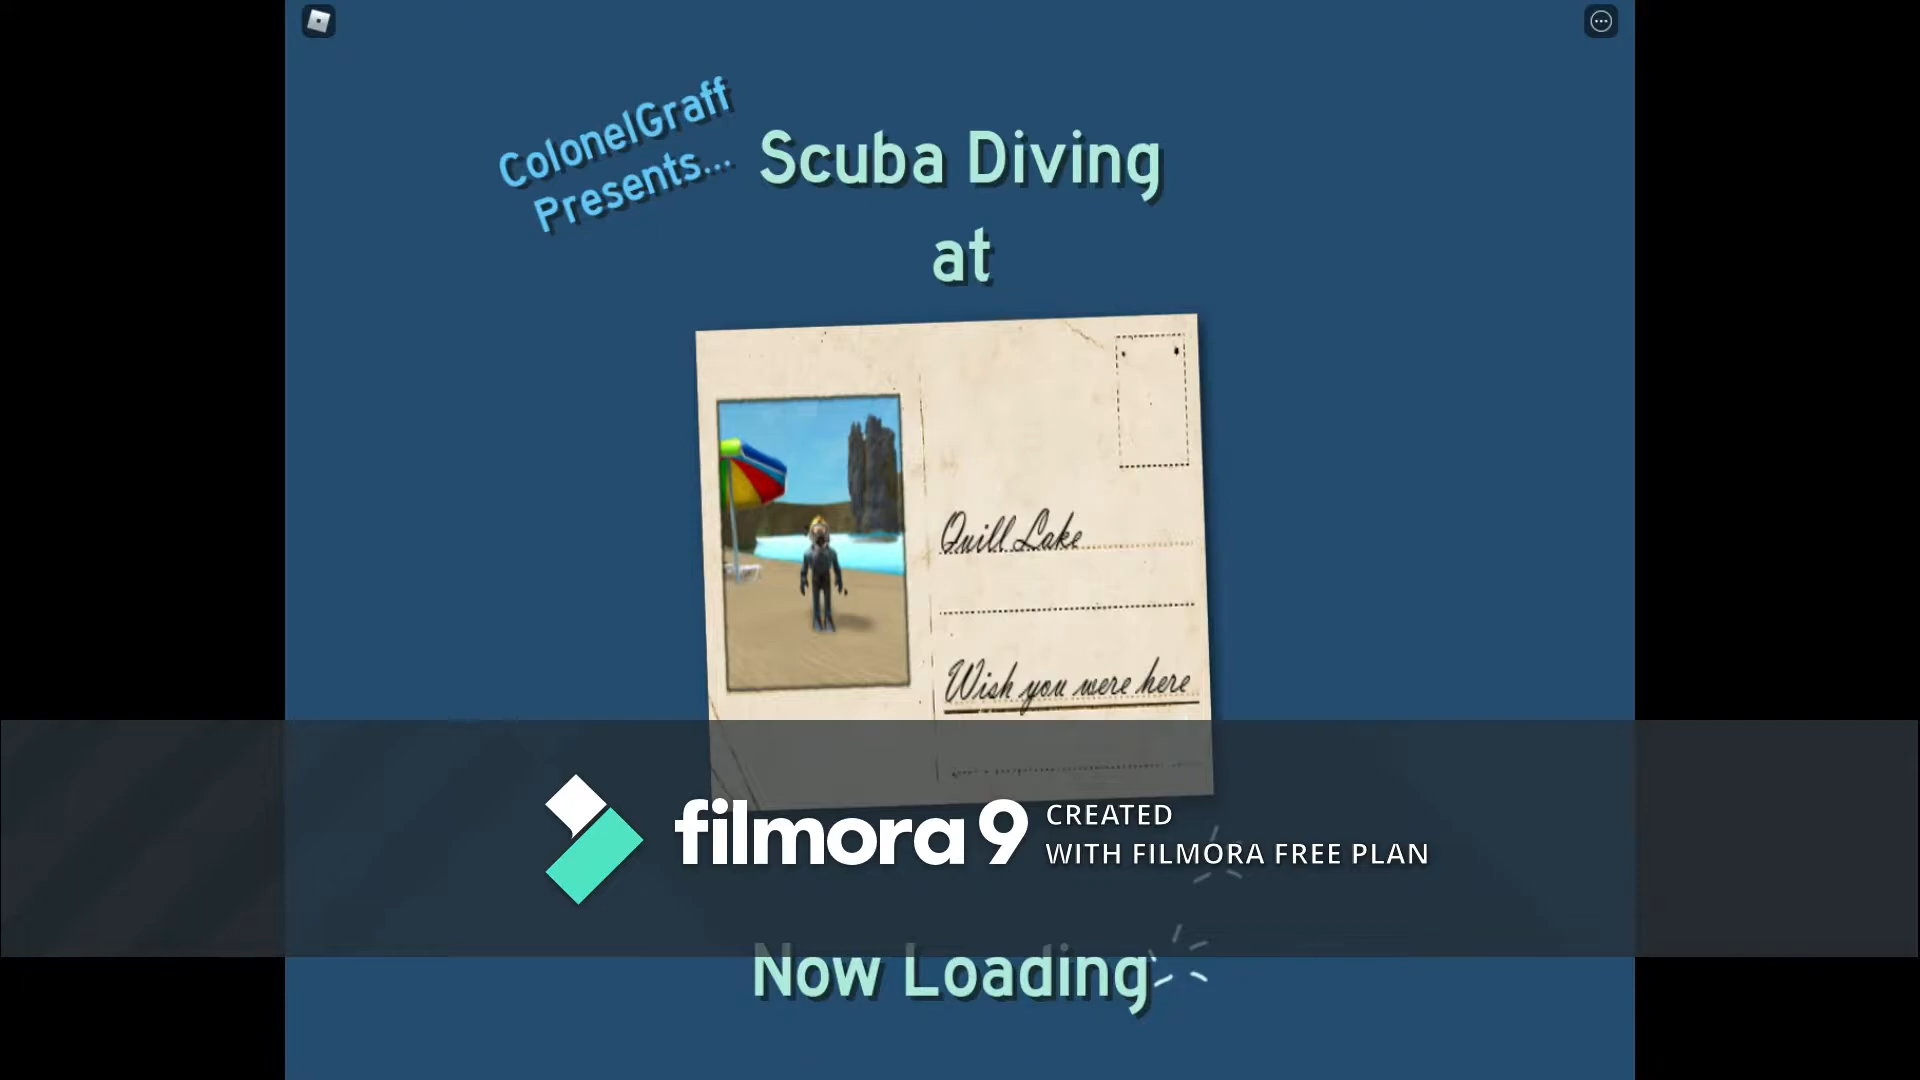 ColonelGraff
Presents...
Scuba Diving
at
Quill Lake
Wish you were here
filmora9
CREATED
WITH FILMORA FREE PLAN
Now Loading